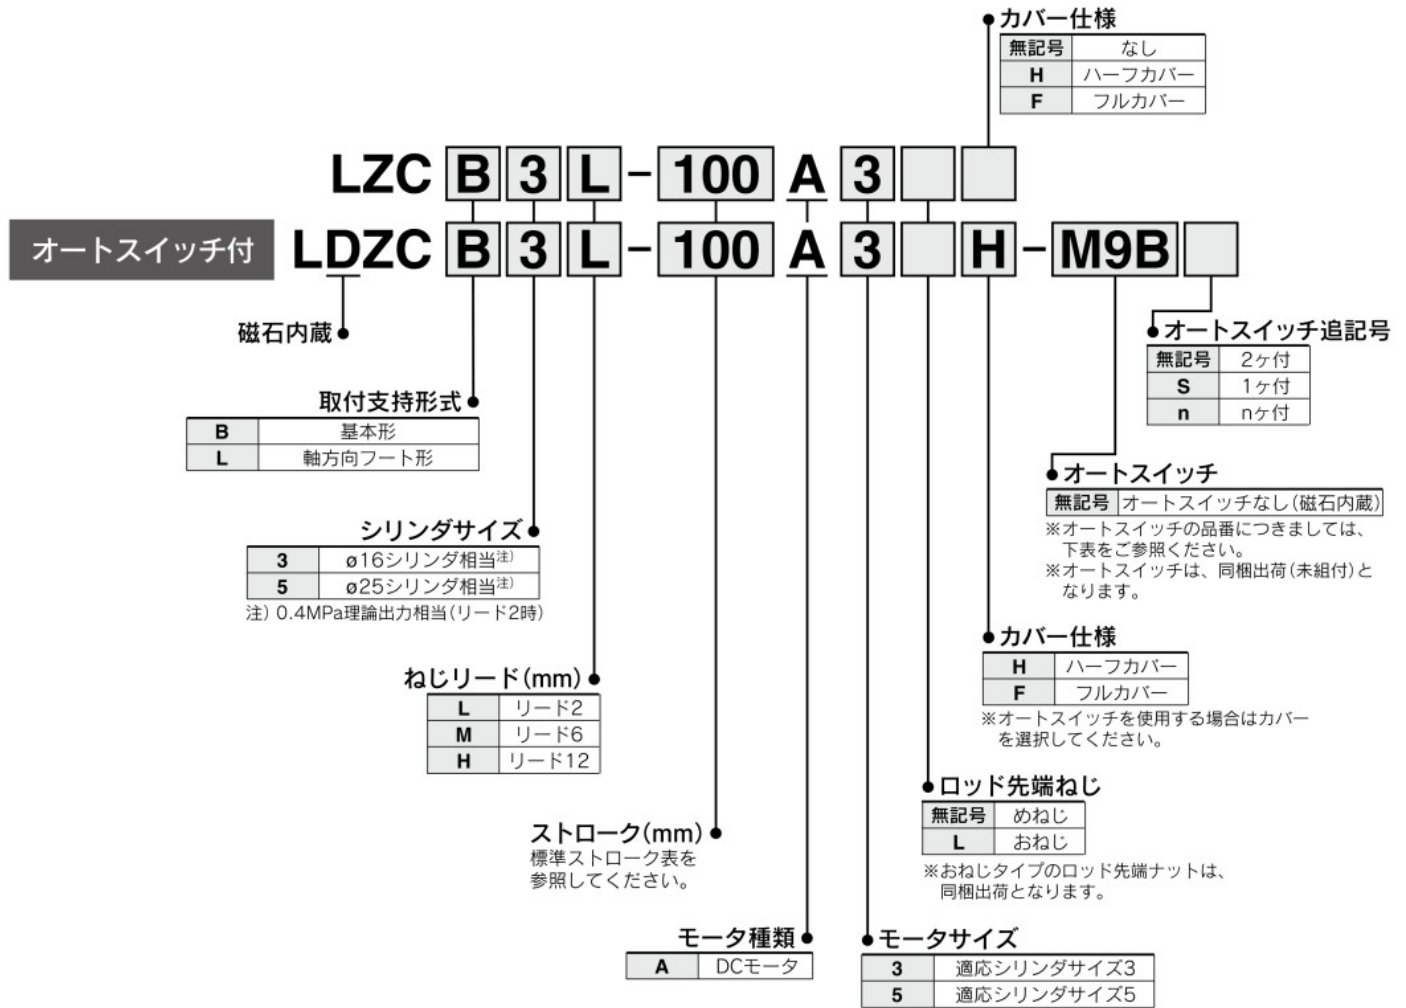 カバー仕様
無記号 なし
H ハーフカバー
F フルカバー
LZC B 3 L - 100 A 3
オートスイッチ付 LDZC B 3 L - 100 A 3 H - M9B
磁石内蔵
オートスイッチ追記号
無記号 2ヶ付
S 1ヶ付
n nヶ付
取付支持形式
B 基本形
L 軸方向フート形
オートスイッチ
無記号 オートスイッチなし(磁石内蔵)
※オートスイッチの品番につきましては、
下表をご参照ください。
※オートスイッチは、同梱出荷(未組付)と
なります。
シリンダサイズ
3 ø16シリンダ相当注)
5 ø25シリンダ相当注)
注) 0.4MPa理論出力相当(リード2時)
カバー仕様
H ハーフカバー
F フルカバー
※オートスイッチを使用する場合はカバー
を選択してください。
ねじリード(mm)
L リード2
M リード6
H リード12
ロッド先端ねじ
無記号 めねじ
L おねじ
※おねじタイプのロッド先端ナットは、
同梱出荷となります。
ストローク(mm)
標準ストローク表を
参照してください。
モータ種類
A DCモータ
モータサイズ
3 適応シリンダサイズ3
5 適応シリンダサイズ5